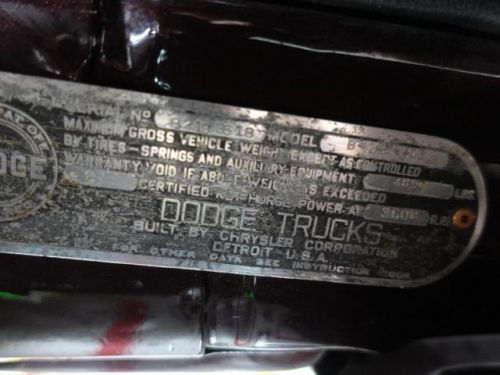 Nº MODEL
MAXIMUM GROSS VEHICLE WEIGHT EXCEPT AS CONTROLLED
BY TIRES-SPRINGS AND AUXILIARY EQUIPMENT LBS.
WARRANTY VOID IF ABOVE WEIGHT IS EXCEEDED
CERTIFIED NET HORSE POWER AT R.P.M.
DODGE TRUCKS
BUILT BY CHRYSLER CORPORATION
DETROIT U.S.A.
FOR OTHER DATA SEE INSTRUCTION BOOK
DODGE